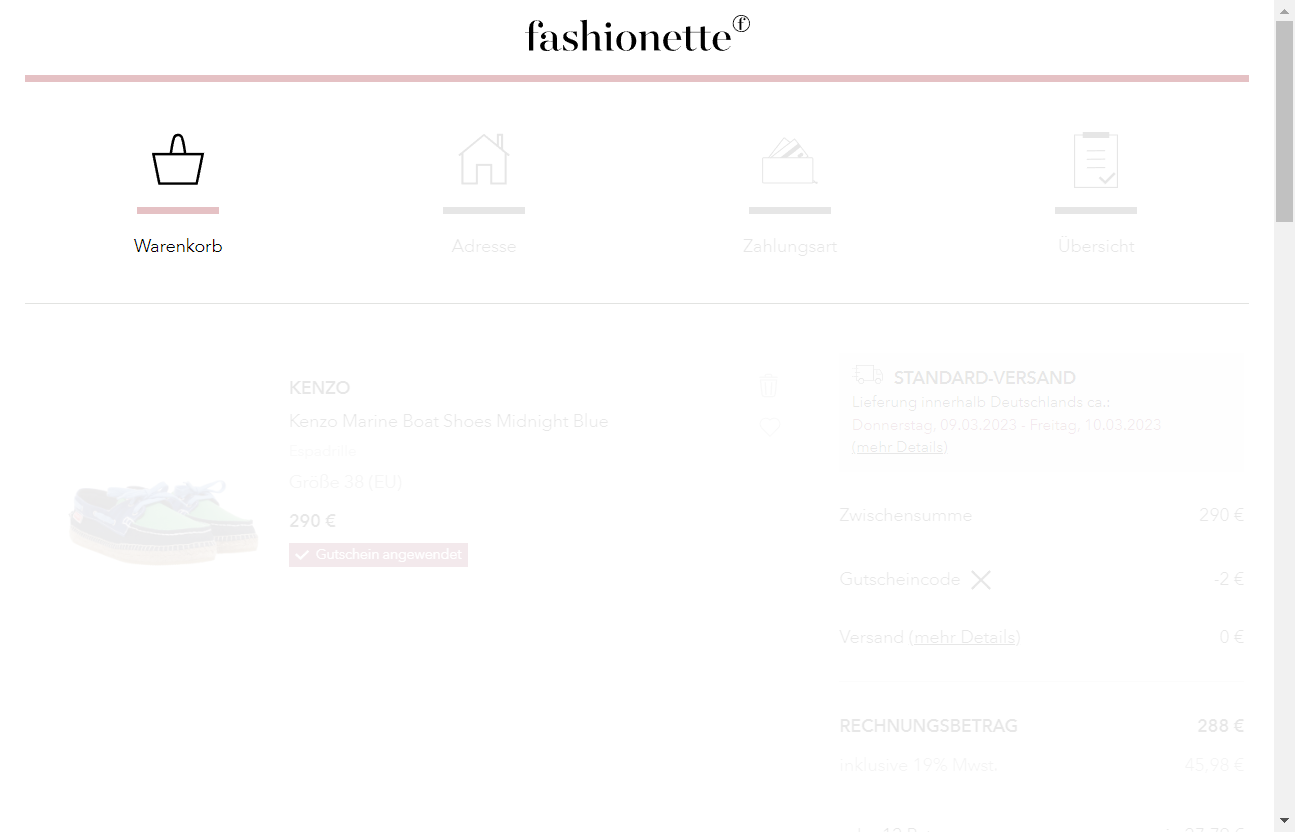 fashionette
Warenkorb
Adresse
Zahlungsart
Übersicht
KENZO
Kenzo Marine Boat Shoes Midnight Blue
Espadrille
Größe 38 (EU)
290 €
Gutschein angewendet
STANDARD-VERSAND
Lieferung innerhalb Deutschlands ca.:
Donnerstag, 09.03.2023 - Freitag, 10.03.2023
(mehr Details)
Zwischensumme 290 €
Gutscheincode -2 €
Versand (mehr Details) 0 €
RECHNUNGSBETRAG 288 €
inklusive 19% Mwst. 45,98 €